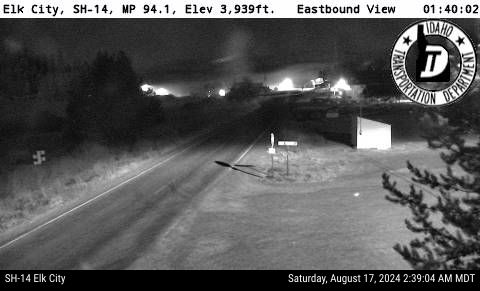 Elk City, SH-14, MP 94.1, Elev 3,939ft. Eastbound View 01:40:02
IDAHO
TRANSPORTATION DEPARTMENT
SH-14 Elk City Saturday, August 17, 2024 2:39:04 AM MDT